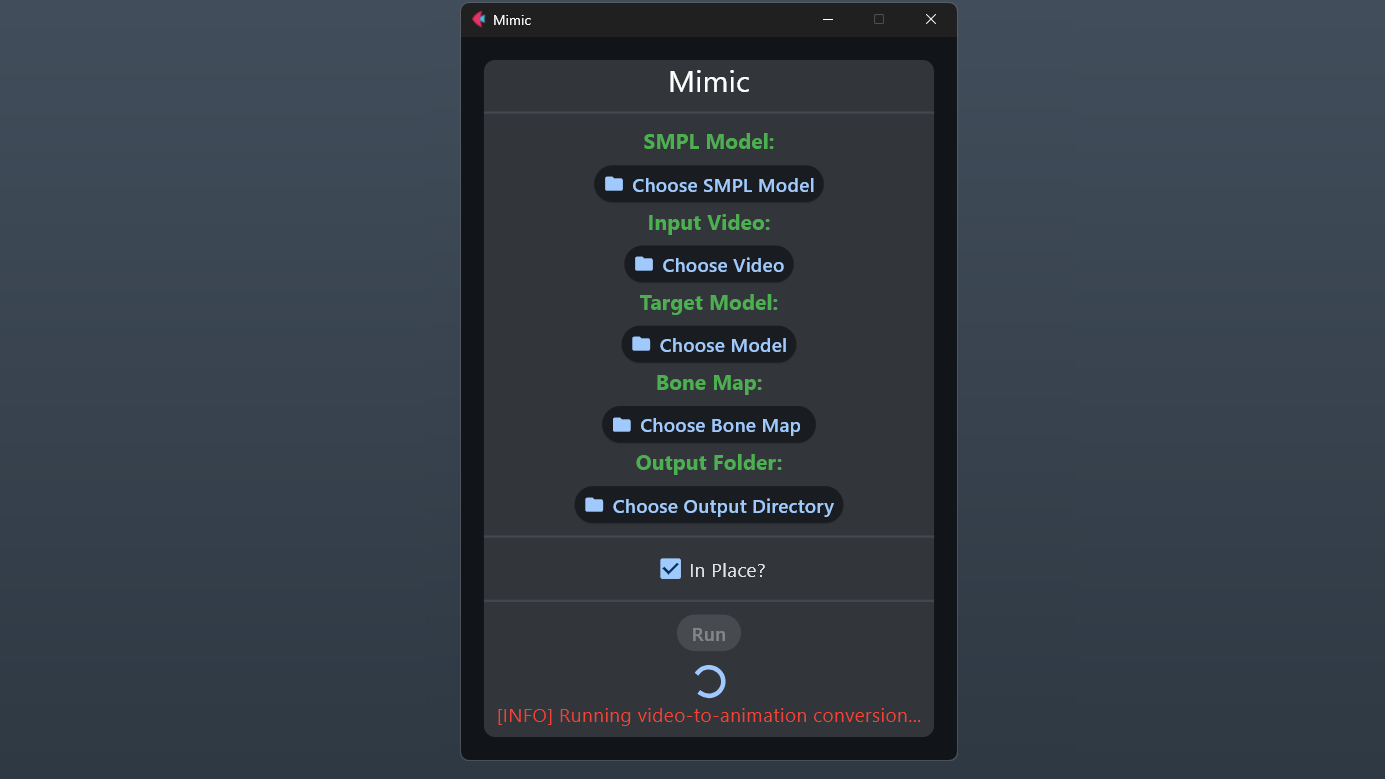 Mimic
Mimic
SMPL Model:
Choose SMPL Model
Input Video:
Choose Video
Target Model:
Choose Model
Bone Map:
Choose Bone Map
Output Folder:
Choose Output Directory
In Place?
Run
[INFO] Running video-to-animation conversion...